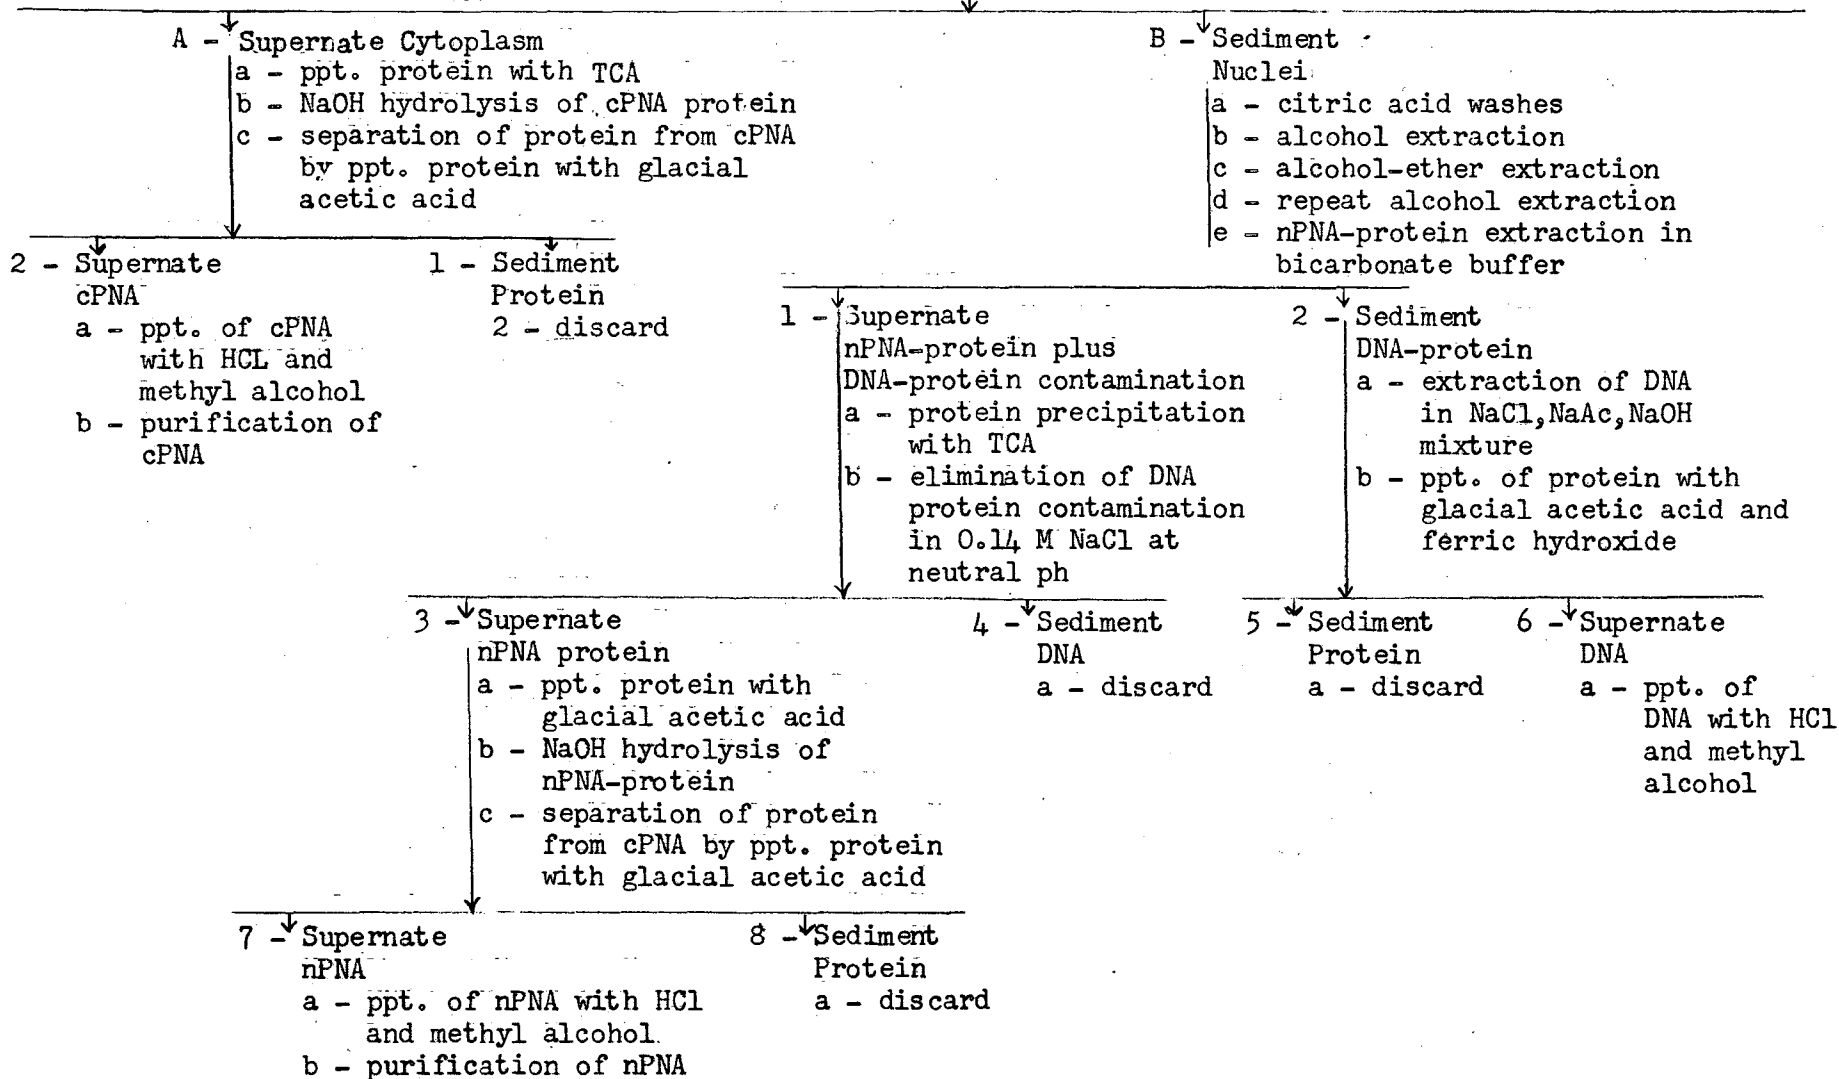 A - Supernate Cytoplasm
a - ppt. protein with TCA
b - NaOH hydrolysis of cPNA protein
c - separation of protein from cPNA
by ppt. protein with glacial
acetic acid
B - Sediment
Nuclei
a - citric acid washes
b - alcohol extraction
c - alcohol-ether extraction
d - repeat alcohol extraction
e - nPNA-protein extraction in
bicarbonate buffer
2 - Supernate
cPNA
a - ppt. of cPNA
with HCL and
methyl alcohol
b - purification of
cPNA
1 - Sediment
Protein
2 - discard
1 - Supernate
nPNA-protein plus
DNA-protein contamination
a - protein precipitation
with TCA
b - elimination of DNA
protein contamination
in 0.14 M NaCl at
neutral ph
2 - Sediment
DNA-protein
a - extraction of DNA
in NaCl,NaAc,NaOH
mixture
b - ppt. of protein with
glacial acetic acid and
ferric hydroxide
3 - Supernate
nPNA protein
a - ppt. protein with
glacial acetic acid
b - NaOH hydrolysis of
nPNA-protein
c - separation of protein
from cPNA by ppt. protein
with glacial acetic acid
4 - Sediment
DNA
a - discard
5 - Sediment
Protein
a - discard
6 - Supernate
DNA
a - ppt. of
DNA with HCl
and methyl
alcohol
7 - Supernate
nPNA
a - ppt. of nPNA with HCl
and methyl alcohol.
b - purification of nPNA
8 - Sediment
Protein
a - discard